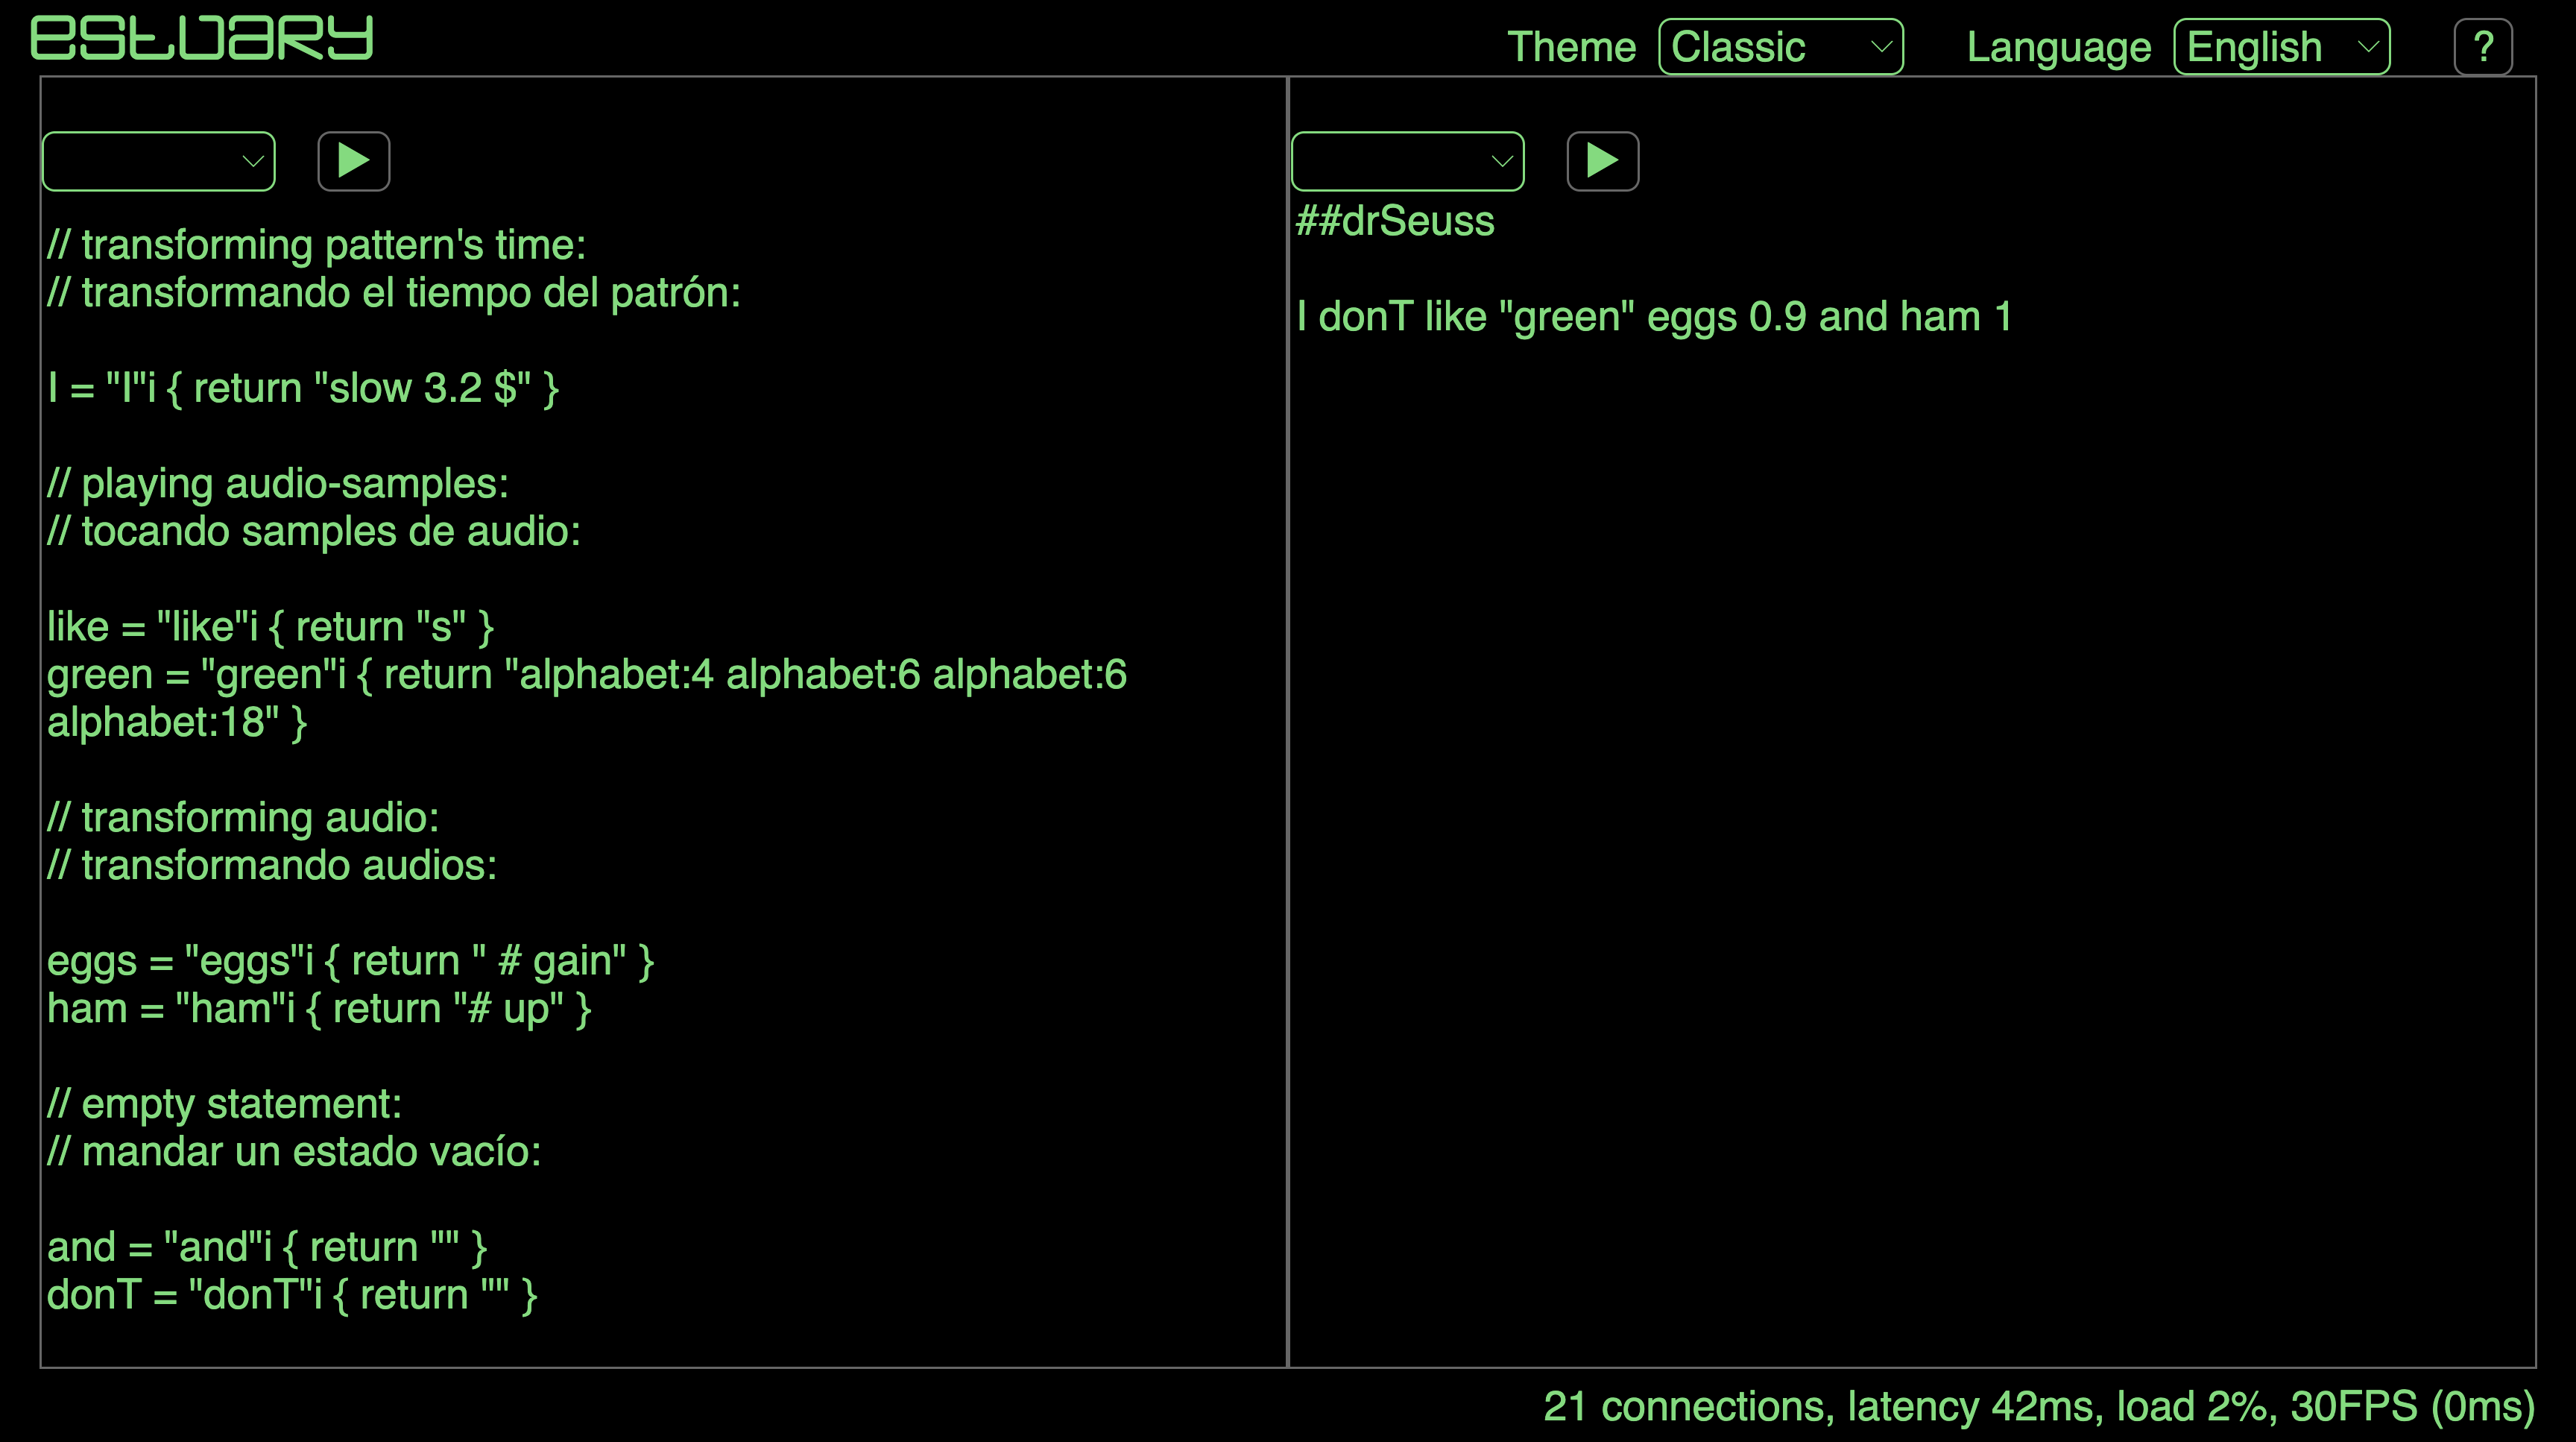 estuary
Theme Classic Language English ?
// transforming pattern's time:
// transformando el tiempo del patrón:
I = "I"i { return "slow 3.2 $" }
// playing audio-samples:
// tocando samples de audio:
like = "like"i { return "s" }
green = "green"i { return "alphabet:4 alphabet:6 alphabet:6
alphabet:18" }
// transforming audio:
// transformando audios:
eggs = "eggs"i { return " # gain" }
ham = "ham"i { return "# up" }
// empty statement:
// mandar un estado vacío:
and = "and"i { return "" }
donT = "donT"i { return "" }
##drSeuss
I donT like "green" eggs 0.9 and ham 1
21 connections, latency 42ms, load 2%, 30FPS (0ms)